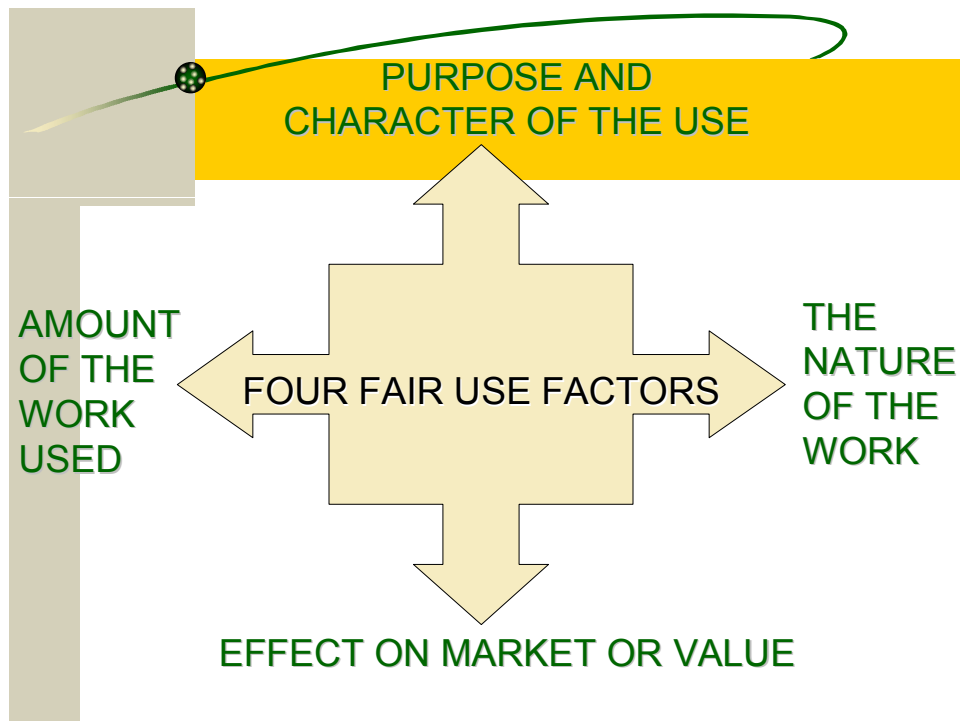 PURPOSE AND
CHARACTER OF THE USE
AMOUNT
OF THE
WORK
USED
FOUR FAIR USE FACTORS
THE
NATURE
OF THE
WORK
EFFECT ON MARKET OR VALUE